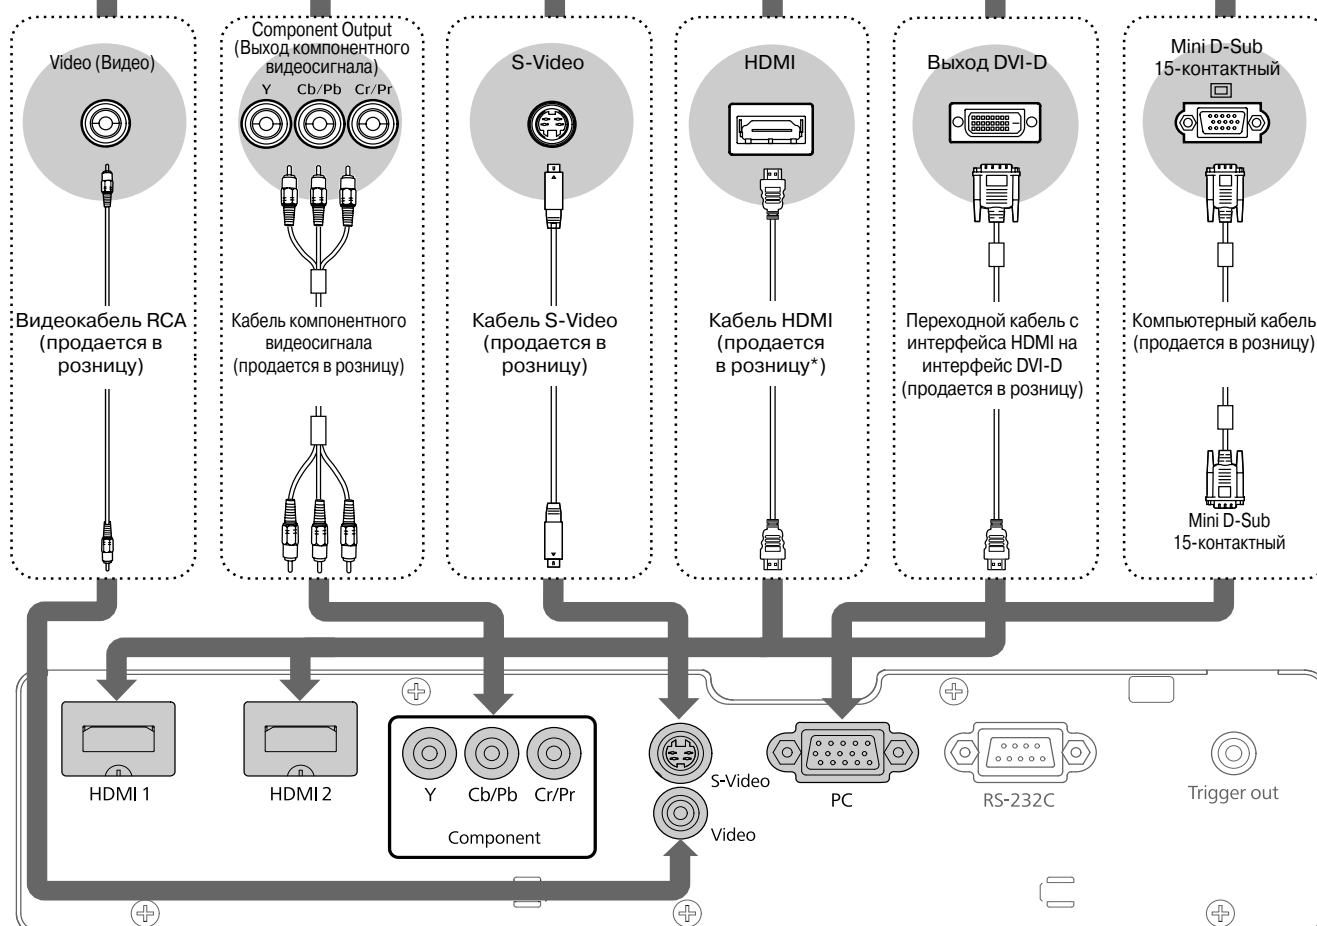 Video (Видео)
Component Output
(Выход компонентного
видеосигнала)
Y Cb/Pb Cr/Pr
S-Video
HDMI
Выход DVI-D
Mini D-Sub
15-контактный
Видеокабель RCA
(продается в
розницу)
Кабель компонентного
видеосигнала
(продается в розницу)
Кабель S-Video
(продается в
розницу)
Кабель HDMI
(продается
в розницу*)
Переходной кабель с
интерфейса HDMI на
интерфейс DVI-D
(продается в розницу)
Компьютерный кабель
(продается в розницу)
Mini D-Sub
15-контактный
HDMI 1
HDMI 2
Y Cb/Pb Cr/Pr
Component
S-Video
Video
PC
RS-232C
Trigger out